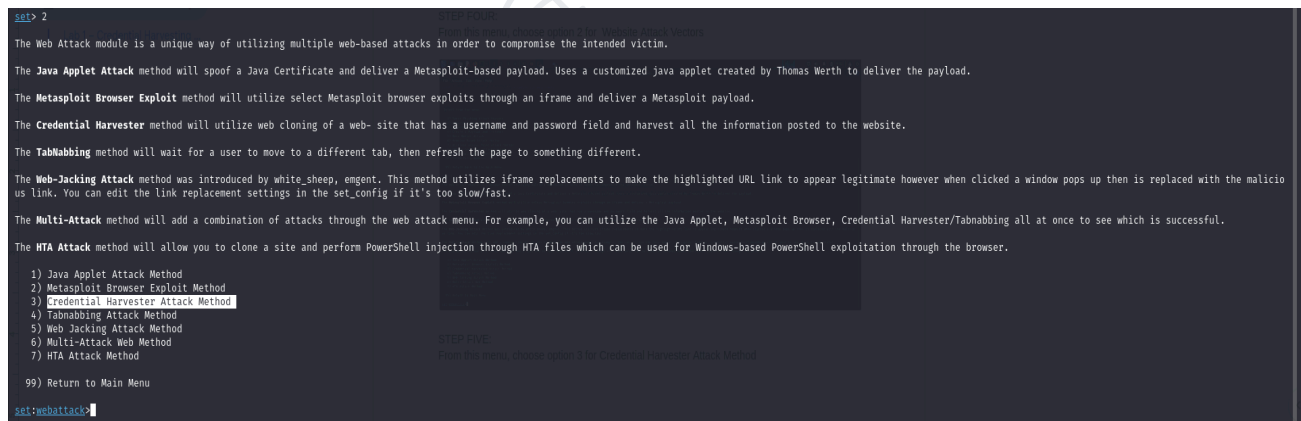 set> 2
STEP FOUR:
From this menu, choose option 2 for Website Attack Vectors
The Web Attack module is a unique way of utilizing multiple web-based attacks in order to compromise the intended victim.
The Java Applet Attack method will spoof a Java Certificate and deliver a Metasploit-based payload. Uses a customized java applet created by Thomas Werth to deliver the payload.
The Metasploit Browser Exploit method will utilize select Metasploit browser exploits through an iframe and deliver a Metasploit payload.
The Credential Harvester method will utilize web cloning of a web- site that has a username and password field and harvest all the information posted to the website.
The TabNabbing method will wait for a user to move to a different tab, then refresh the page to something different.
The Web-Jacking Attack method was introduced by white_sheep, emgent. This method utilizes iframe replacements to make the highlighted URL link to appear legitimate however when clicked a window pops up then is replaced with the malicio
us link. You can edit the link replacement settings in the set_config if it's too slow/fast.
The Multi-Attack method will add a combination of attacks through the web attack menu. For example, you can utilize the Java Applet, Metasploit Browser, Credential Harvester/Tabnabbing all at once to see which is successful.
The HTA Attack method will allow you to clone a site and perform PowerShell injection through HTA files which can be used for Windows-based PowerShell exploitation through the browser.
1) Java Applet Attack Method
2) Metasploit Browser Exploit Method
3) Credential Harvester Attack Method
4) Tabnabbing Attack Method
5) Web Jacking Attack Method
6) Multi-Attack Web Method
7) HTA Attack Method
STEP FIVE:
From this menu, choose option 3 for Credential Harvester Attack Method
99) Return to Main Menu
set:webattack>